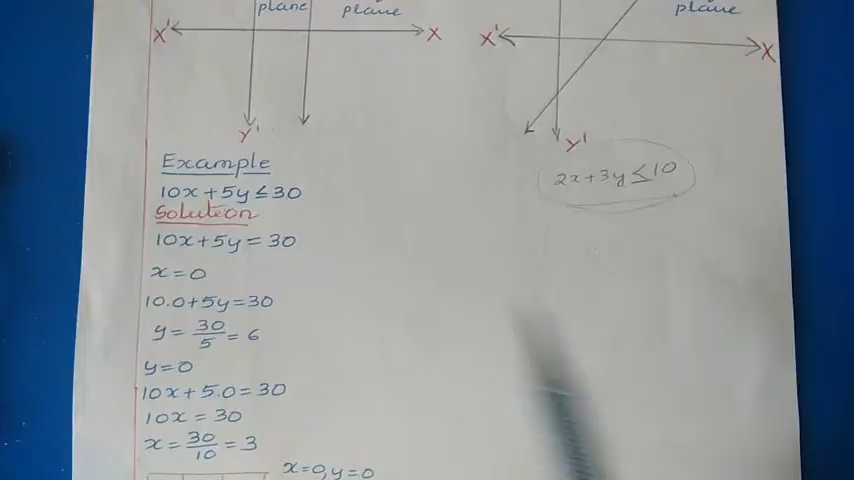 plane
plane
X' X
Y'
plane
X' X
Y'
Example
10x+5y≤30
Solution
10x+5y=30
x=0
10.0+5y=30
y=30/5=6
y=0
10x+5.0=30
10x=30
x=30/10=3
x=0,y=0
2x+3y≤10